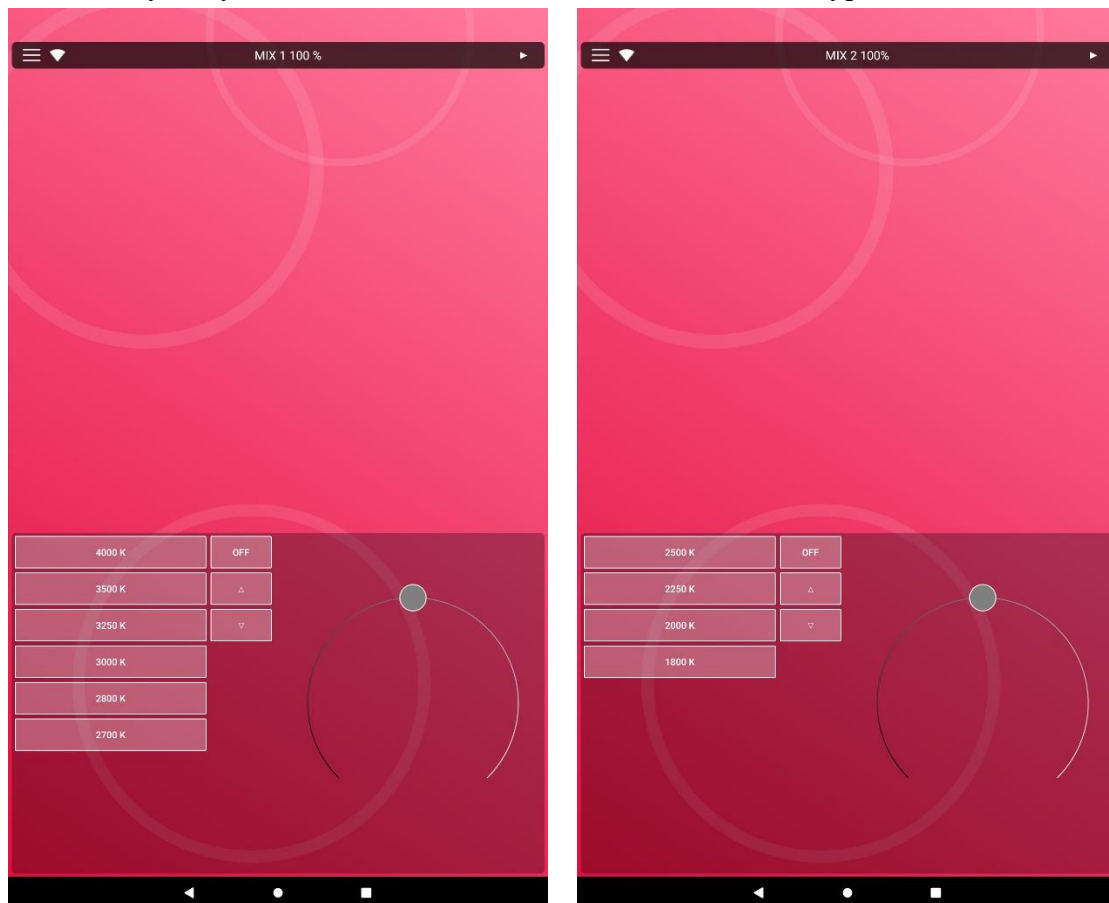 MIX 1 100 %
4000 K
OFF
3500 K
△
3250 K
▽
3000 K
2800 K
2700 K
MIX 2 100%
2500 K
OFF
2250 K
△
2000 K
▽
1800 K